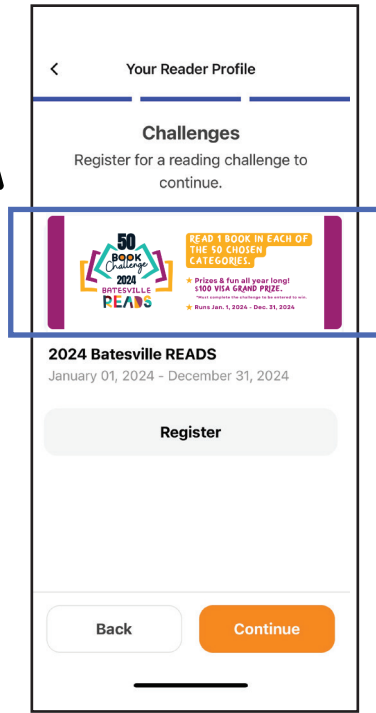 Your Reader Profile
Challenges
Register for a reading challenge to
continue.
50
BOOK
Challenge
2024
BATESVILLE
READS
READ 1 BOOK IN EACH OF
THE 50 CHOSEN
CATEGORIES.
★ Prizes & fun all year long!
$100 VISA GRAND PRIZE.
*Must complete the challenge to be entered to win.
★ Runs Jan. 1, 2024 - Dec. 31, 2024
2024 Batesville READS
January 01, 2024 - December 31, 2024
Register
Back
Continue